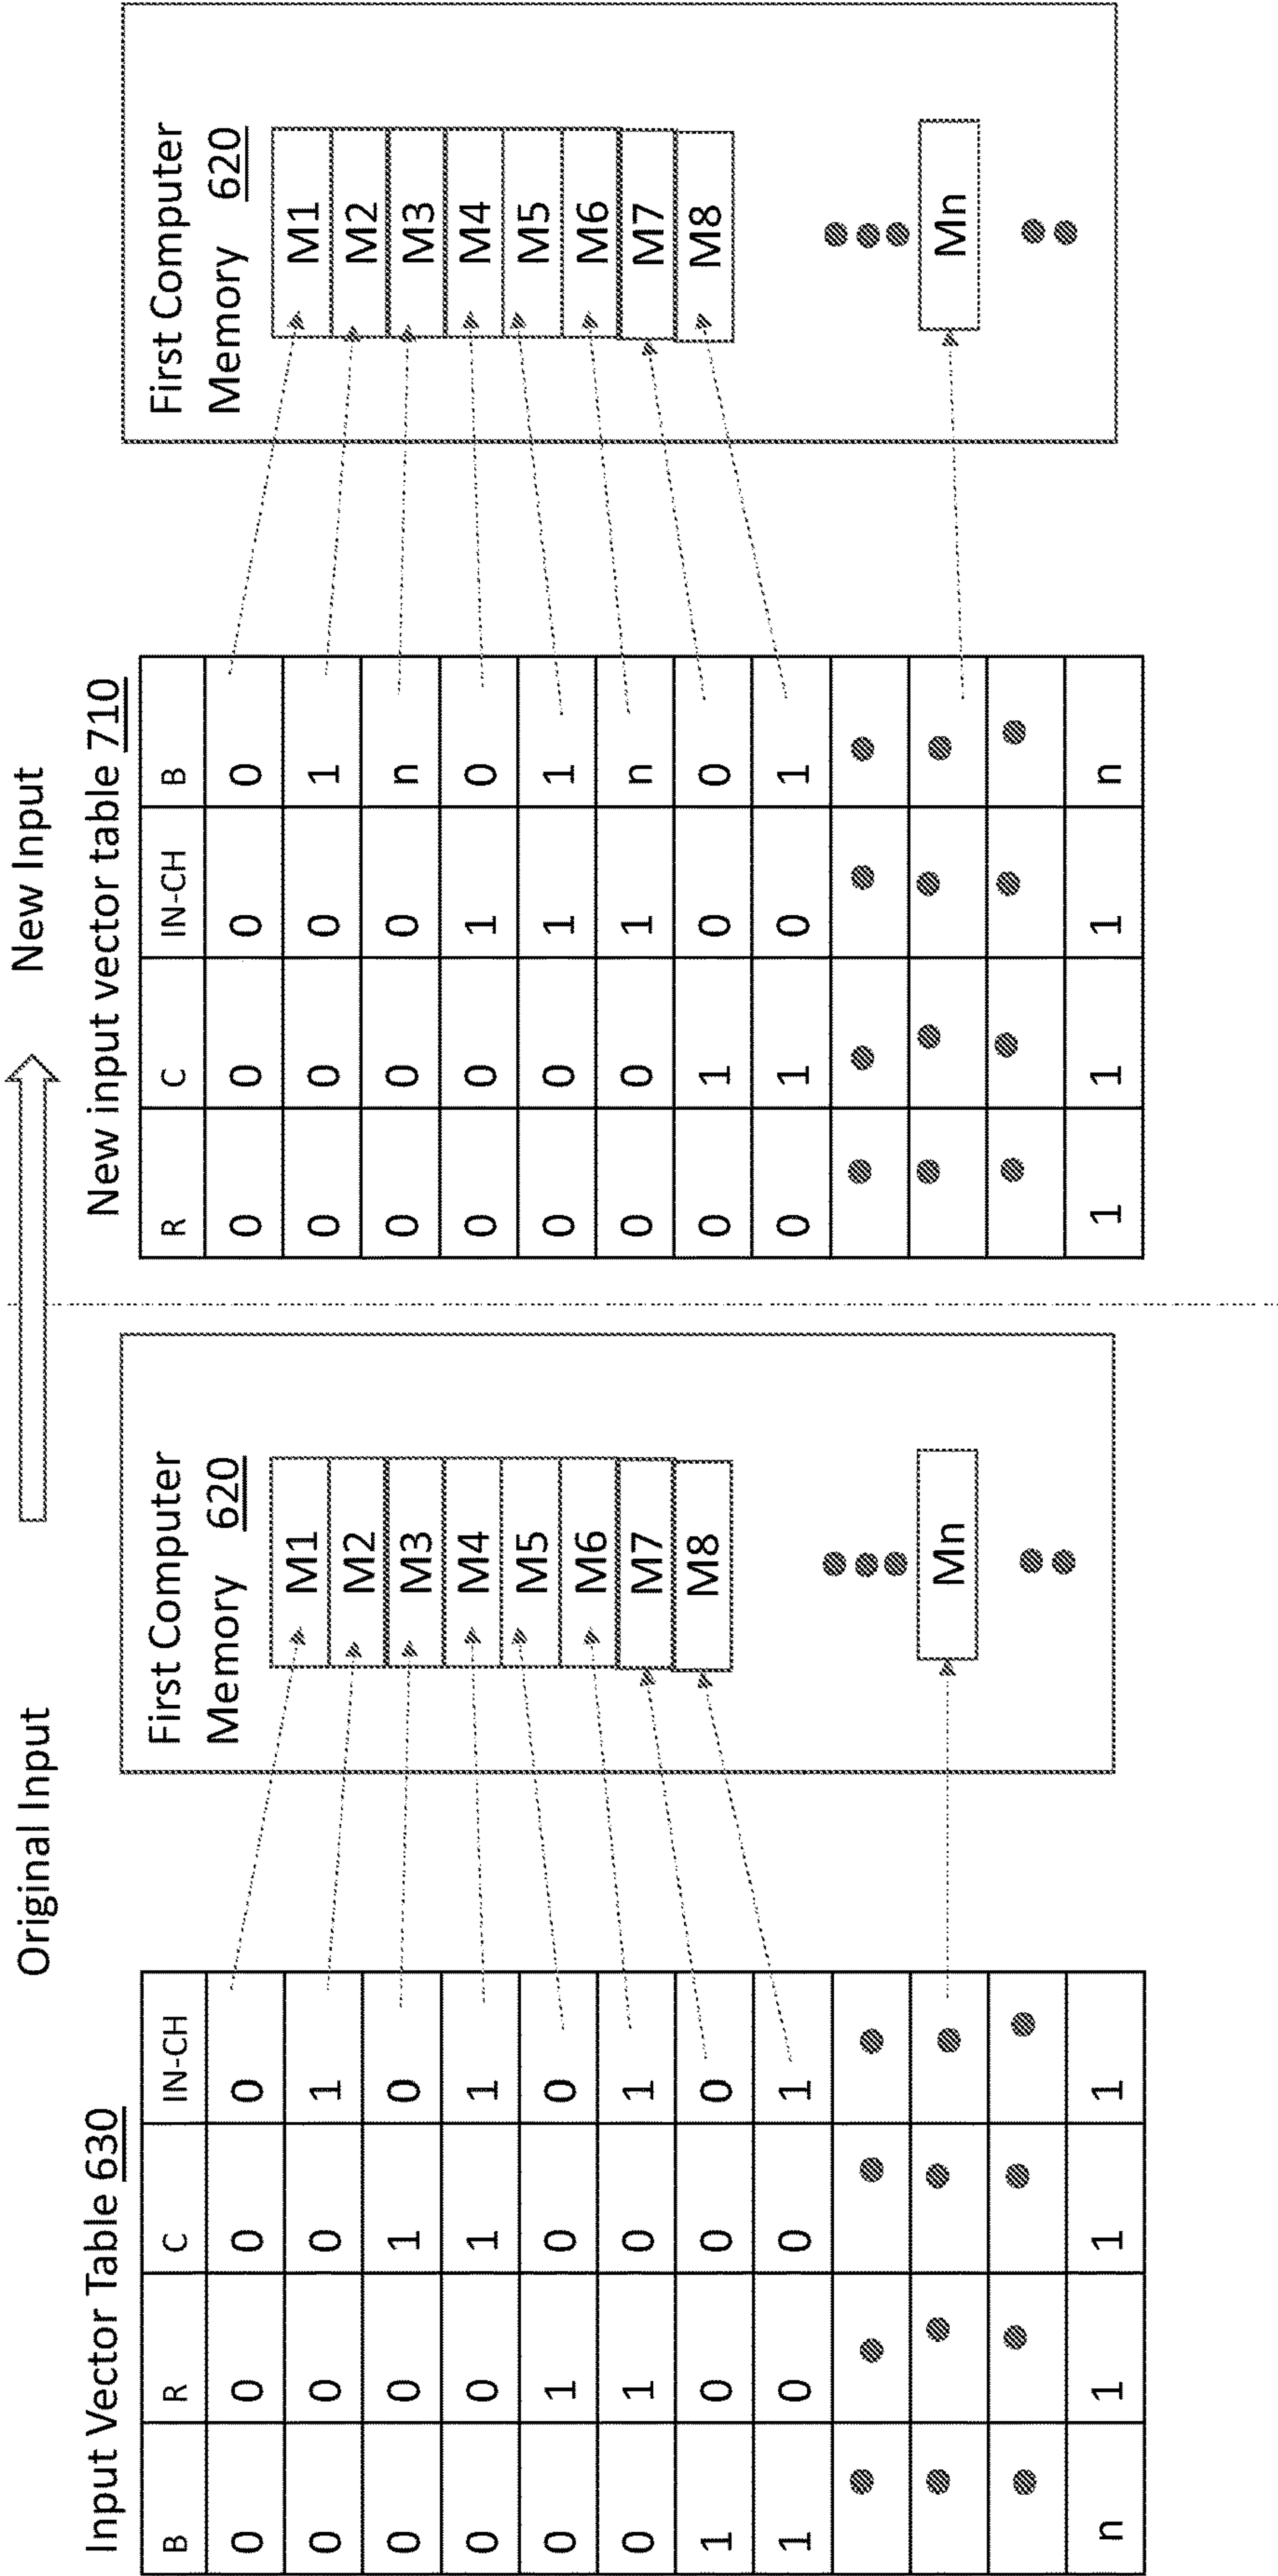 Original Input New Input
Input Vector Table 630
B R C IN-CH
0 0 0 0
0 0 0 1
0 0 1 0
0 0 1 1
0 1 0 0
0 1 0 1
1 0 0 0
1 0 0 1
n 1 1 1
First Computer
Memory 620
M1
M2
M3
M4
M5
M6
M7
M8
Mn
New input vector table 710
R C IN-CH B
0 0 0 0
0 0 0 1
0 0 0 n
0 0 1 0
0 0 1 1
0 0 1 n
0 1 0 0
0 1 0 1
1 1 1 n
First Computer
Memory 620
M1
M2
M3
M4
M5
M6
M7
M8
Mn